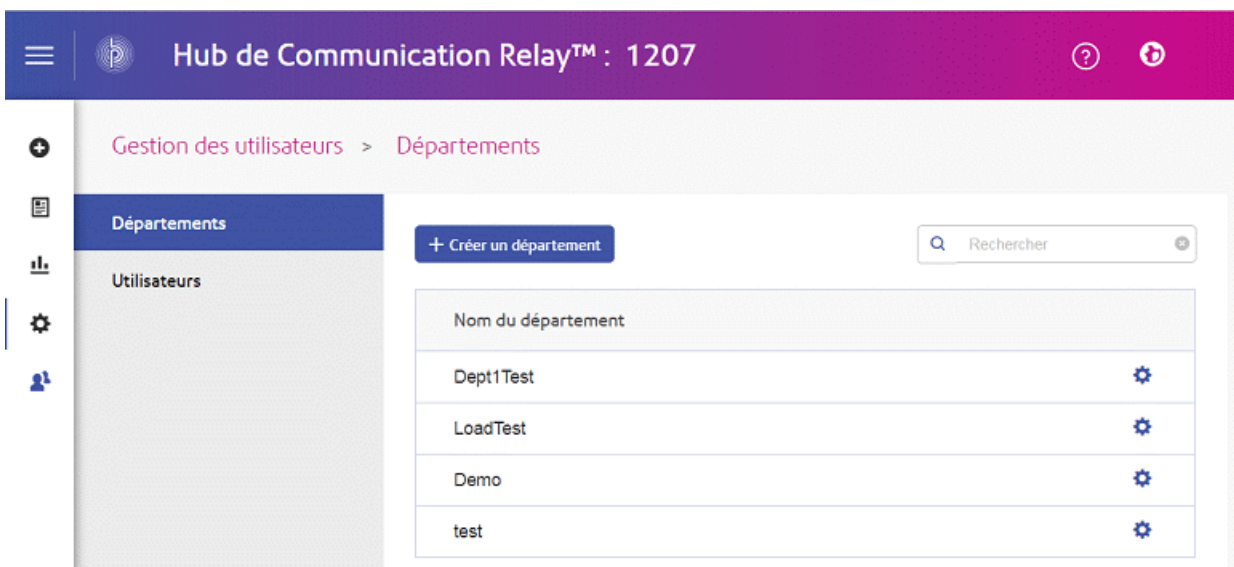 Hub de Communication Relay™ : 1207
Gestion des utilisateurs > Départements
Départements
Utilisateurs
+ Créer un département
Rechercher
Nom du département
Dept1Test
LoadTest
Demo
test